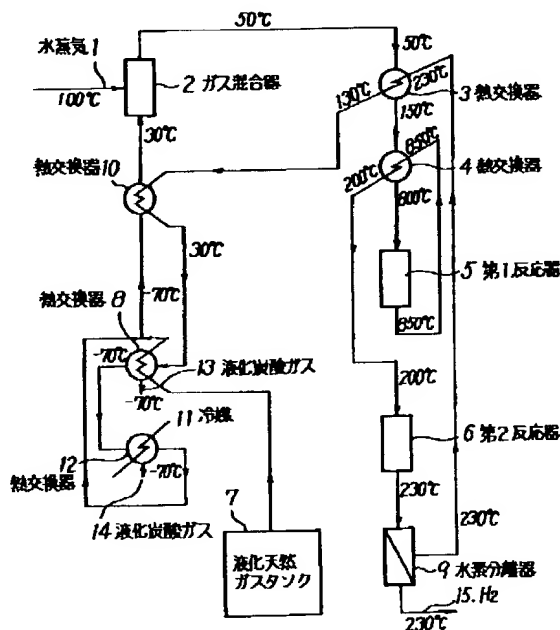 50℃
水蒸気 1
100℃
2 ガス混合器
50℃
130℃
230℃
3 熱交換器
30℃
150℃
熱交換器10
850℃
200℃
4 熱交換器
600℃
30℃
5 第1反応器
熱交換器 8
-70℃
850℃
-70℃
13 液化炭酸ガス
-70℃
200℃
11 冷媒
6 第2反応器
12
熱交換器
-70℃
14 液化炭酸ガス
230℃
230℃
7
液化天然
ガスタンク
9 水素分離器
15.H2
230℃